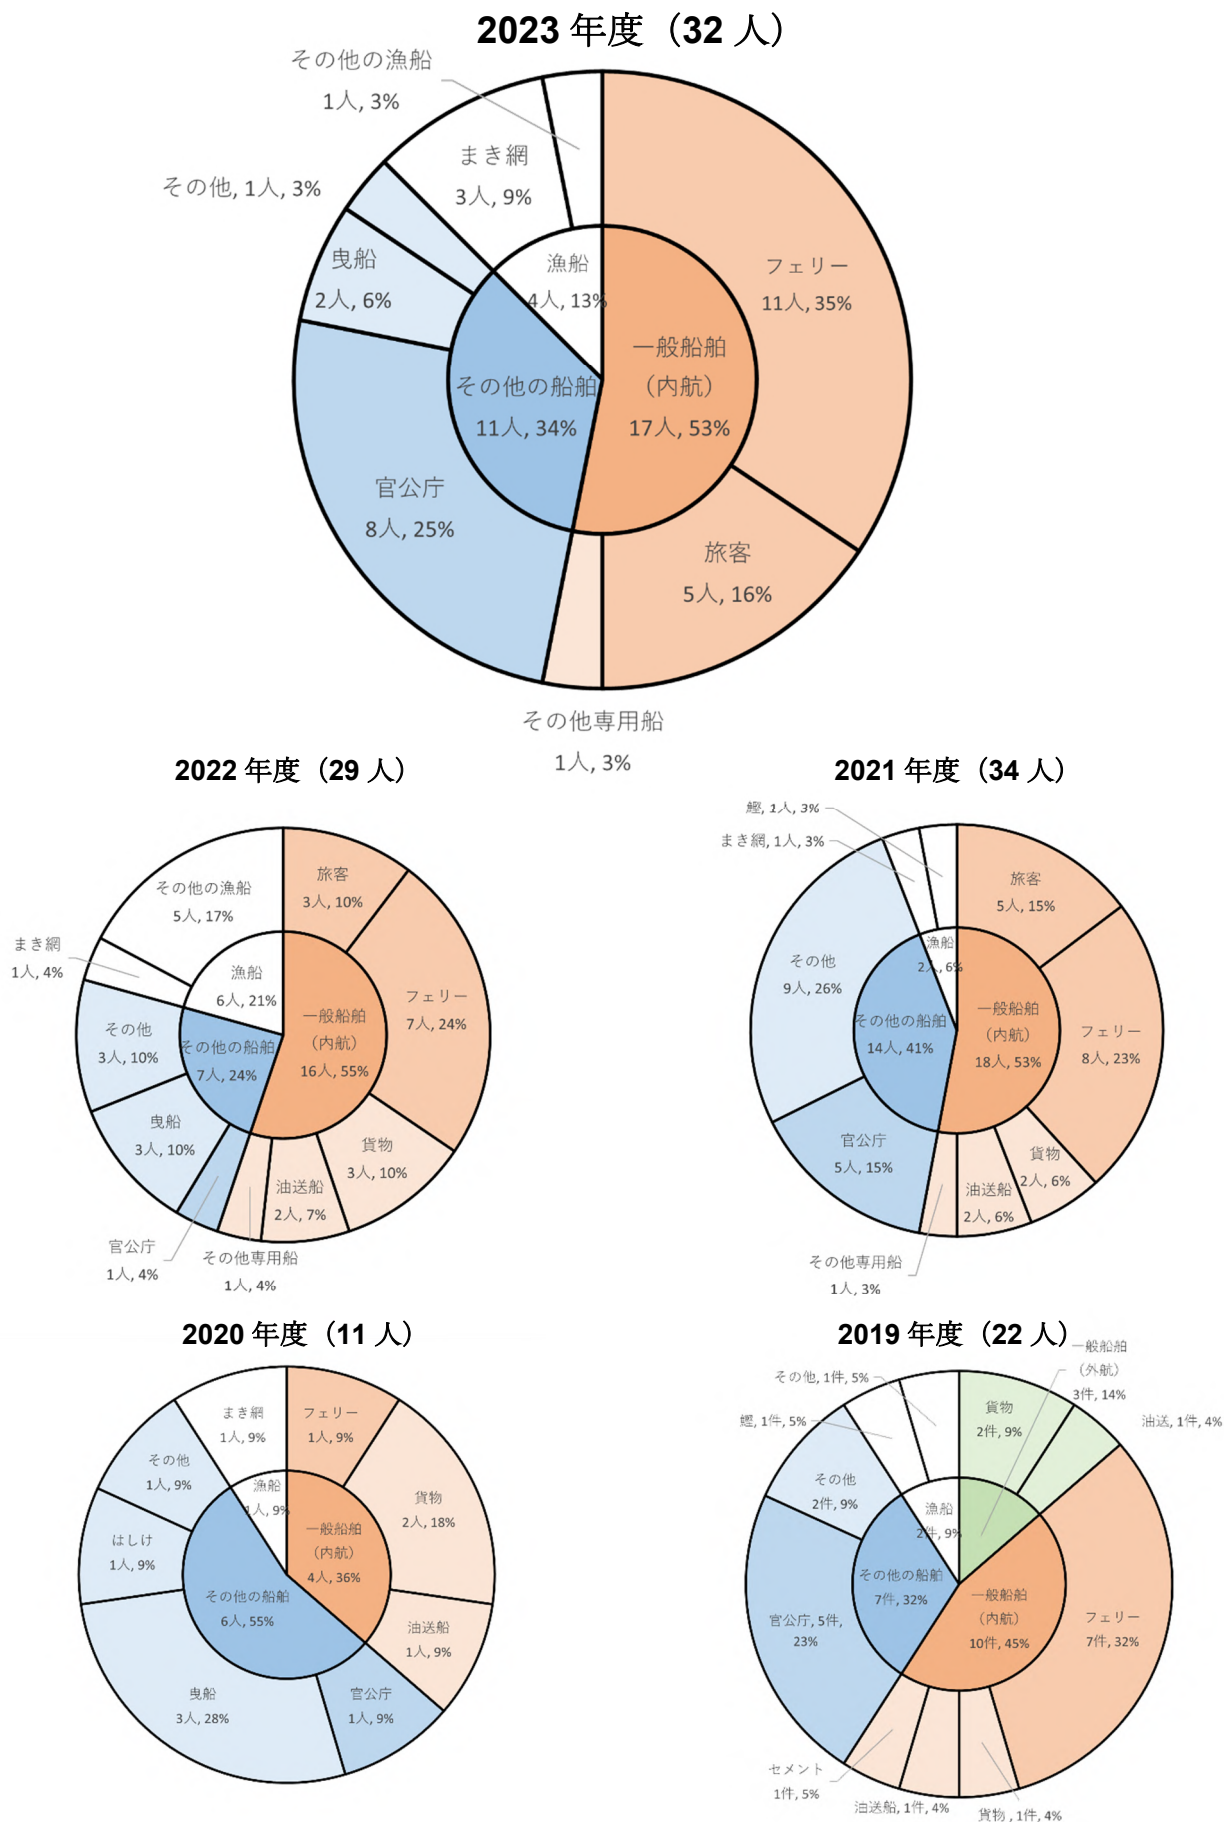 2023 年度（32 人）
その他の漁船
1人, 3%
まき網
3人, 9%
その他, 1人, 3%
曳船
2人, 6%
漁船
4人, 13%
フェリー
11人, 35%
一般船舶
（内航）
17人, 53%
その他の船舶
11人, 34%
官公庁
8人, 25%
旅客
5人, 16%
その他専用船
1人, 3%
2022 年度（29 人）
その他の漁船
5人, 17%
旅客
3人, 10%
まき網
1人, 4%
漁船
6人, 21%
フェリー
7人, 24%
一般船舶
（内航）
16人, 55%
その他
3人, 10%
その他の船舶
7人, 24%
曳船
3人, 10%
貨物
3人, 10%
油送船
2人, 7%
官公庁
1人, 4%
その他専用船
1人, 4%
2021 年度（34 人）
鰹, 1人, 3%
まき網, 1人, 3%
旅客
5人, 15%
漁船
2人, 6%
その他
9人, 26%
一般船舶
（内航）
18人, 53%
その他の船舶
14人, 41%
フェリー
8人, 23%
官公庁
5人, 15%
貨物
2人, 6%
油送船
2人, 6%
その他専用船
1人, 3%
2020 年度（11 人）
まき網
1人, 9%
フェリー
1人, 9%
その他
1人, 9%
漁船
1人, 9%
貨物
2人, 18%
一般船舶
（内航）
4人, 36%
はしけ
1人, 9%
その他の船舶
6人, 55%
油送船
1人, 9%
曳船
3人, 28%
官公庁
1人, 9%
2019 年度（22 人）
一般船舶
（外航）
3件, 14%
その他, 1件, 5%
鰹, 1件, 5%
貨物
2件, 9%
油送, 1件, 4%
その他
2件, 9%
漁船
2件, 9%
その他の船舶
7件, 32%
一般船舶
（内航）
10件, 45%
官公庁, 5件,
23%
フェリー
7件, 32%
セメント
1件, 5%
油送船, 1件, 4%
貨物 , 1件, 4%